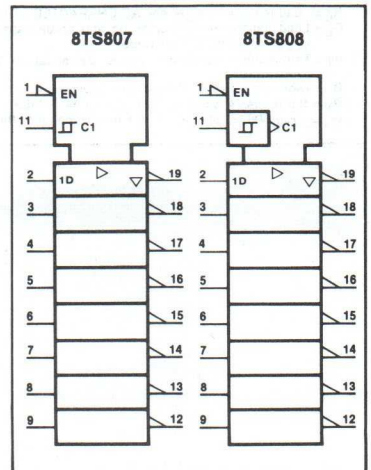 8TS807 8TS808
1 EN 1 EN
11 C1 11 C1
2 1D 19 2 1D 19
3 18 3 18
4 17 4 17
5 16 5 16
6 15 6 15
7 14 7 14
8 13 8 13
9 12 9 12